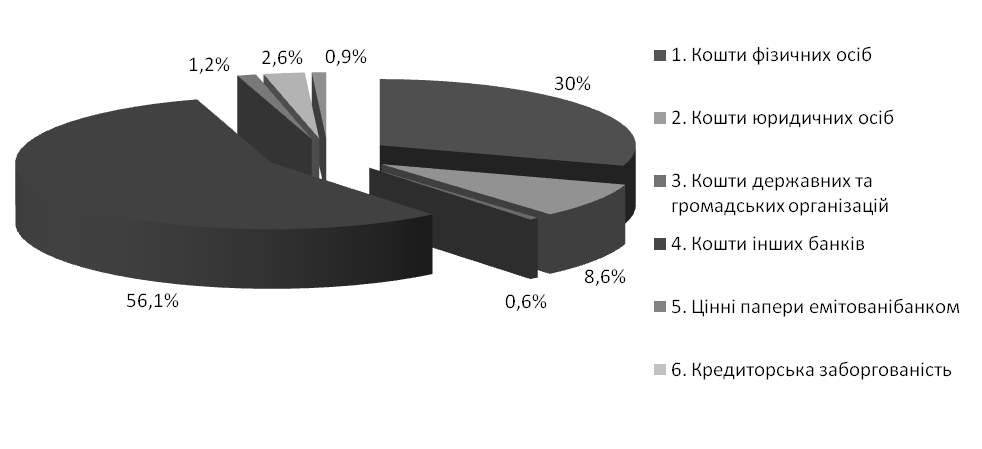 1,2%
2,6%
0,9%
30%
56,1%
0,6%
8,6%
1. Кошти фізичних осіб
2. Кошти юридичних осіб
3. Кошти державних та
громадських організацій
4. Кошти інших банків
5. Цінні папери емітованібанком
6. Кредиторська заборгованість